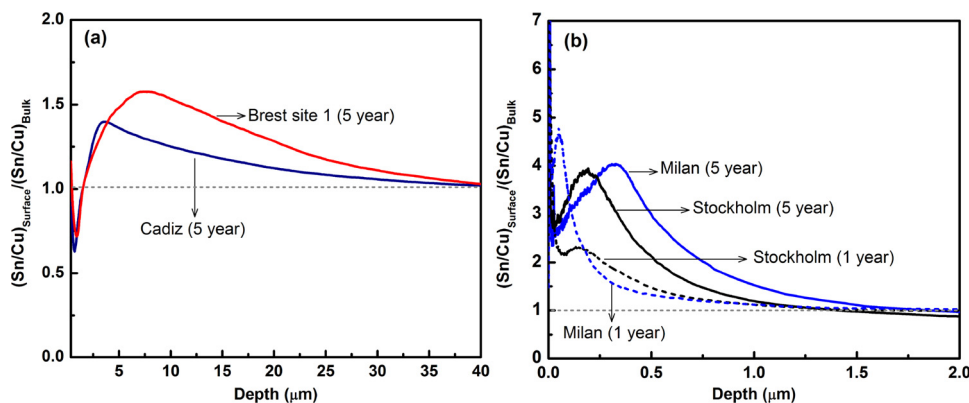 (a)
2.0
1.5
1.0
0.5
0.0
(Sn/Cu)Surface/(Sn/Cu)Bulk
Brest site 1 (5 year)
Cadiz (5 year)
5 10 15 20 25 30 35 40
Depth (μm)
(b)
7
6
5
4
3
2
1
0
(Sn/Cu)Surface/(Sn/Cu)Bulk
Milan (5 year)
Stockholm (5 year)
Stockholm (1 year)
Milan (1 year)
0.0 0.5 1.0 1.5 2.0
Depth (μm)